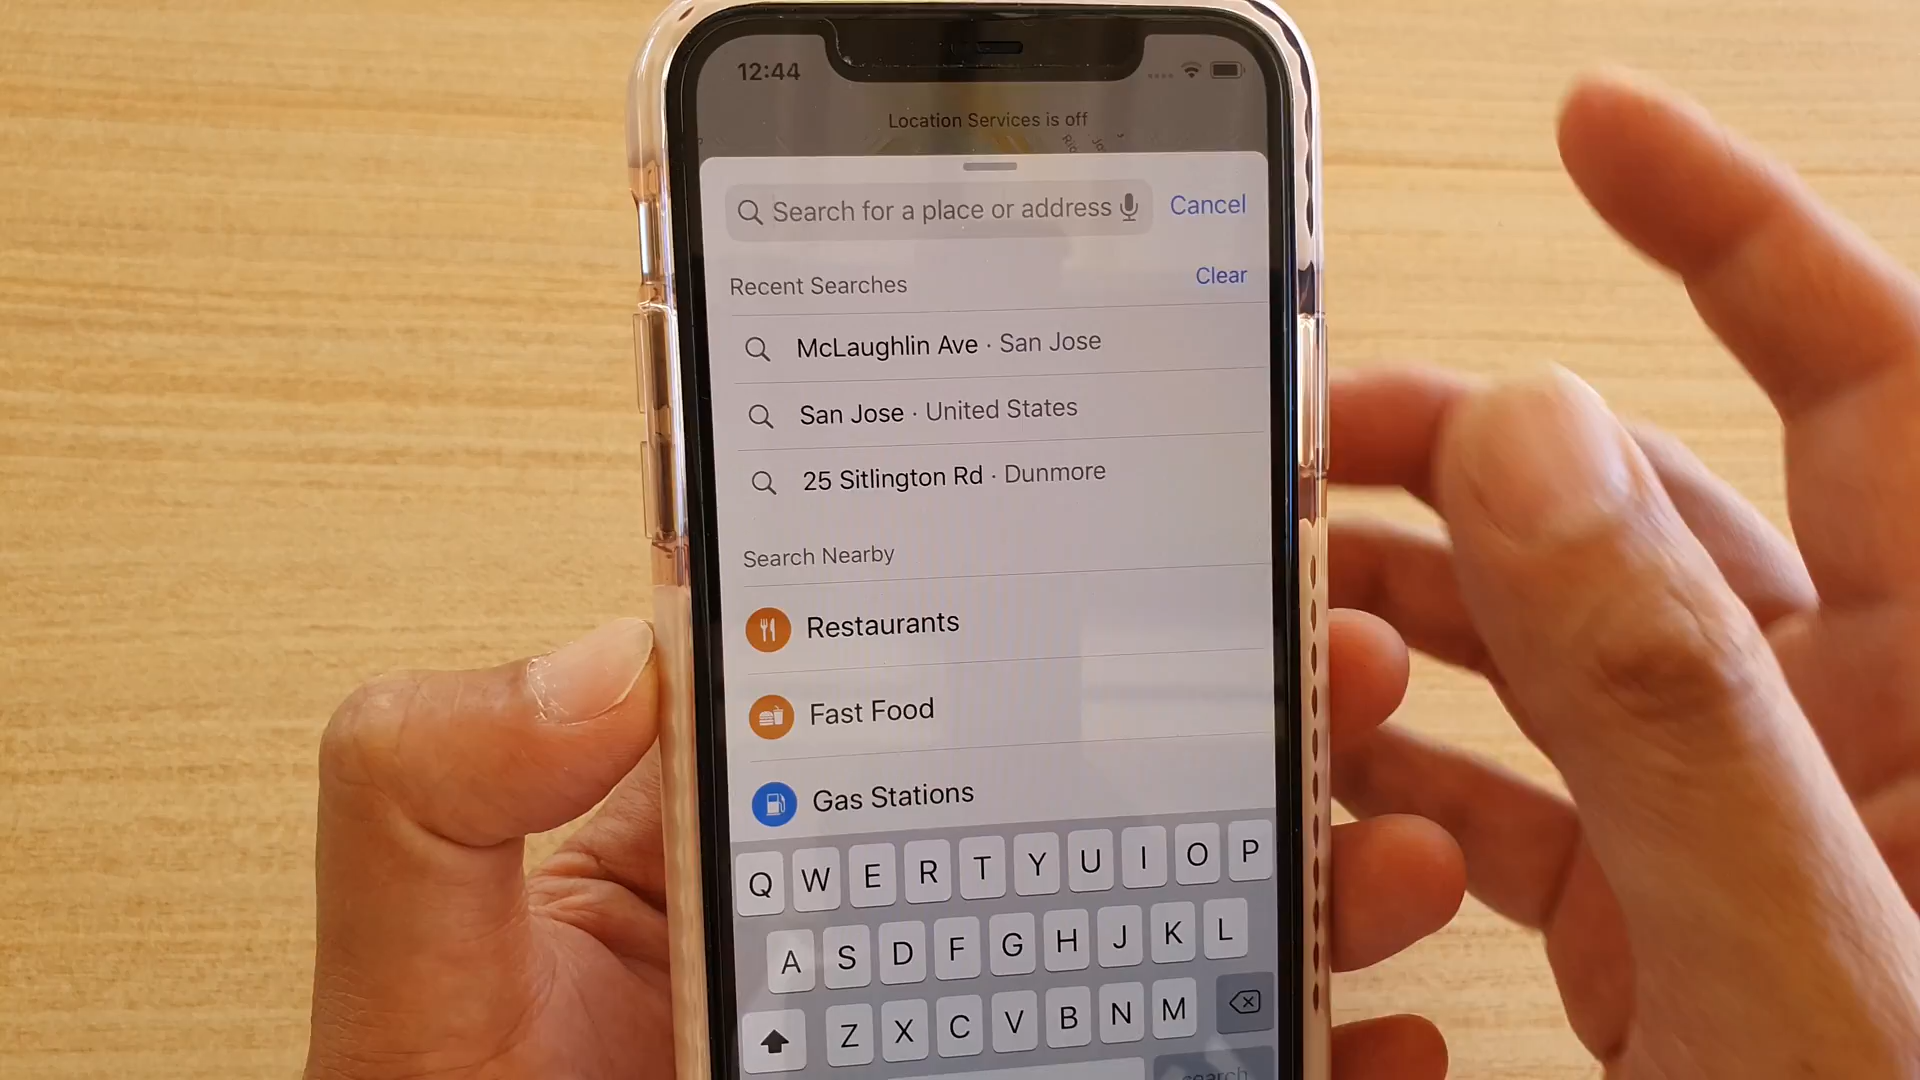 12:44
Location Services is off
Search for a place or address
Cancel
Recent Searches
Clear
McLaughlin Ave · San Jose
San Jose · United States
25 Sitlington Rd · Dunmore
Search Nearby
Restaurants
Fast Food
Gas Stations
Q W E R T Y U I O P
A S D F G H J K L
Z X C V B N M
search